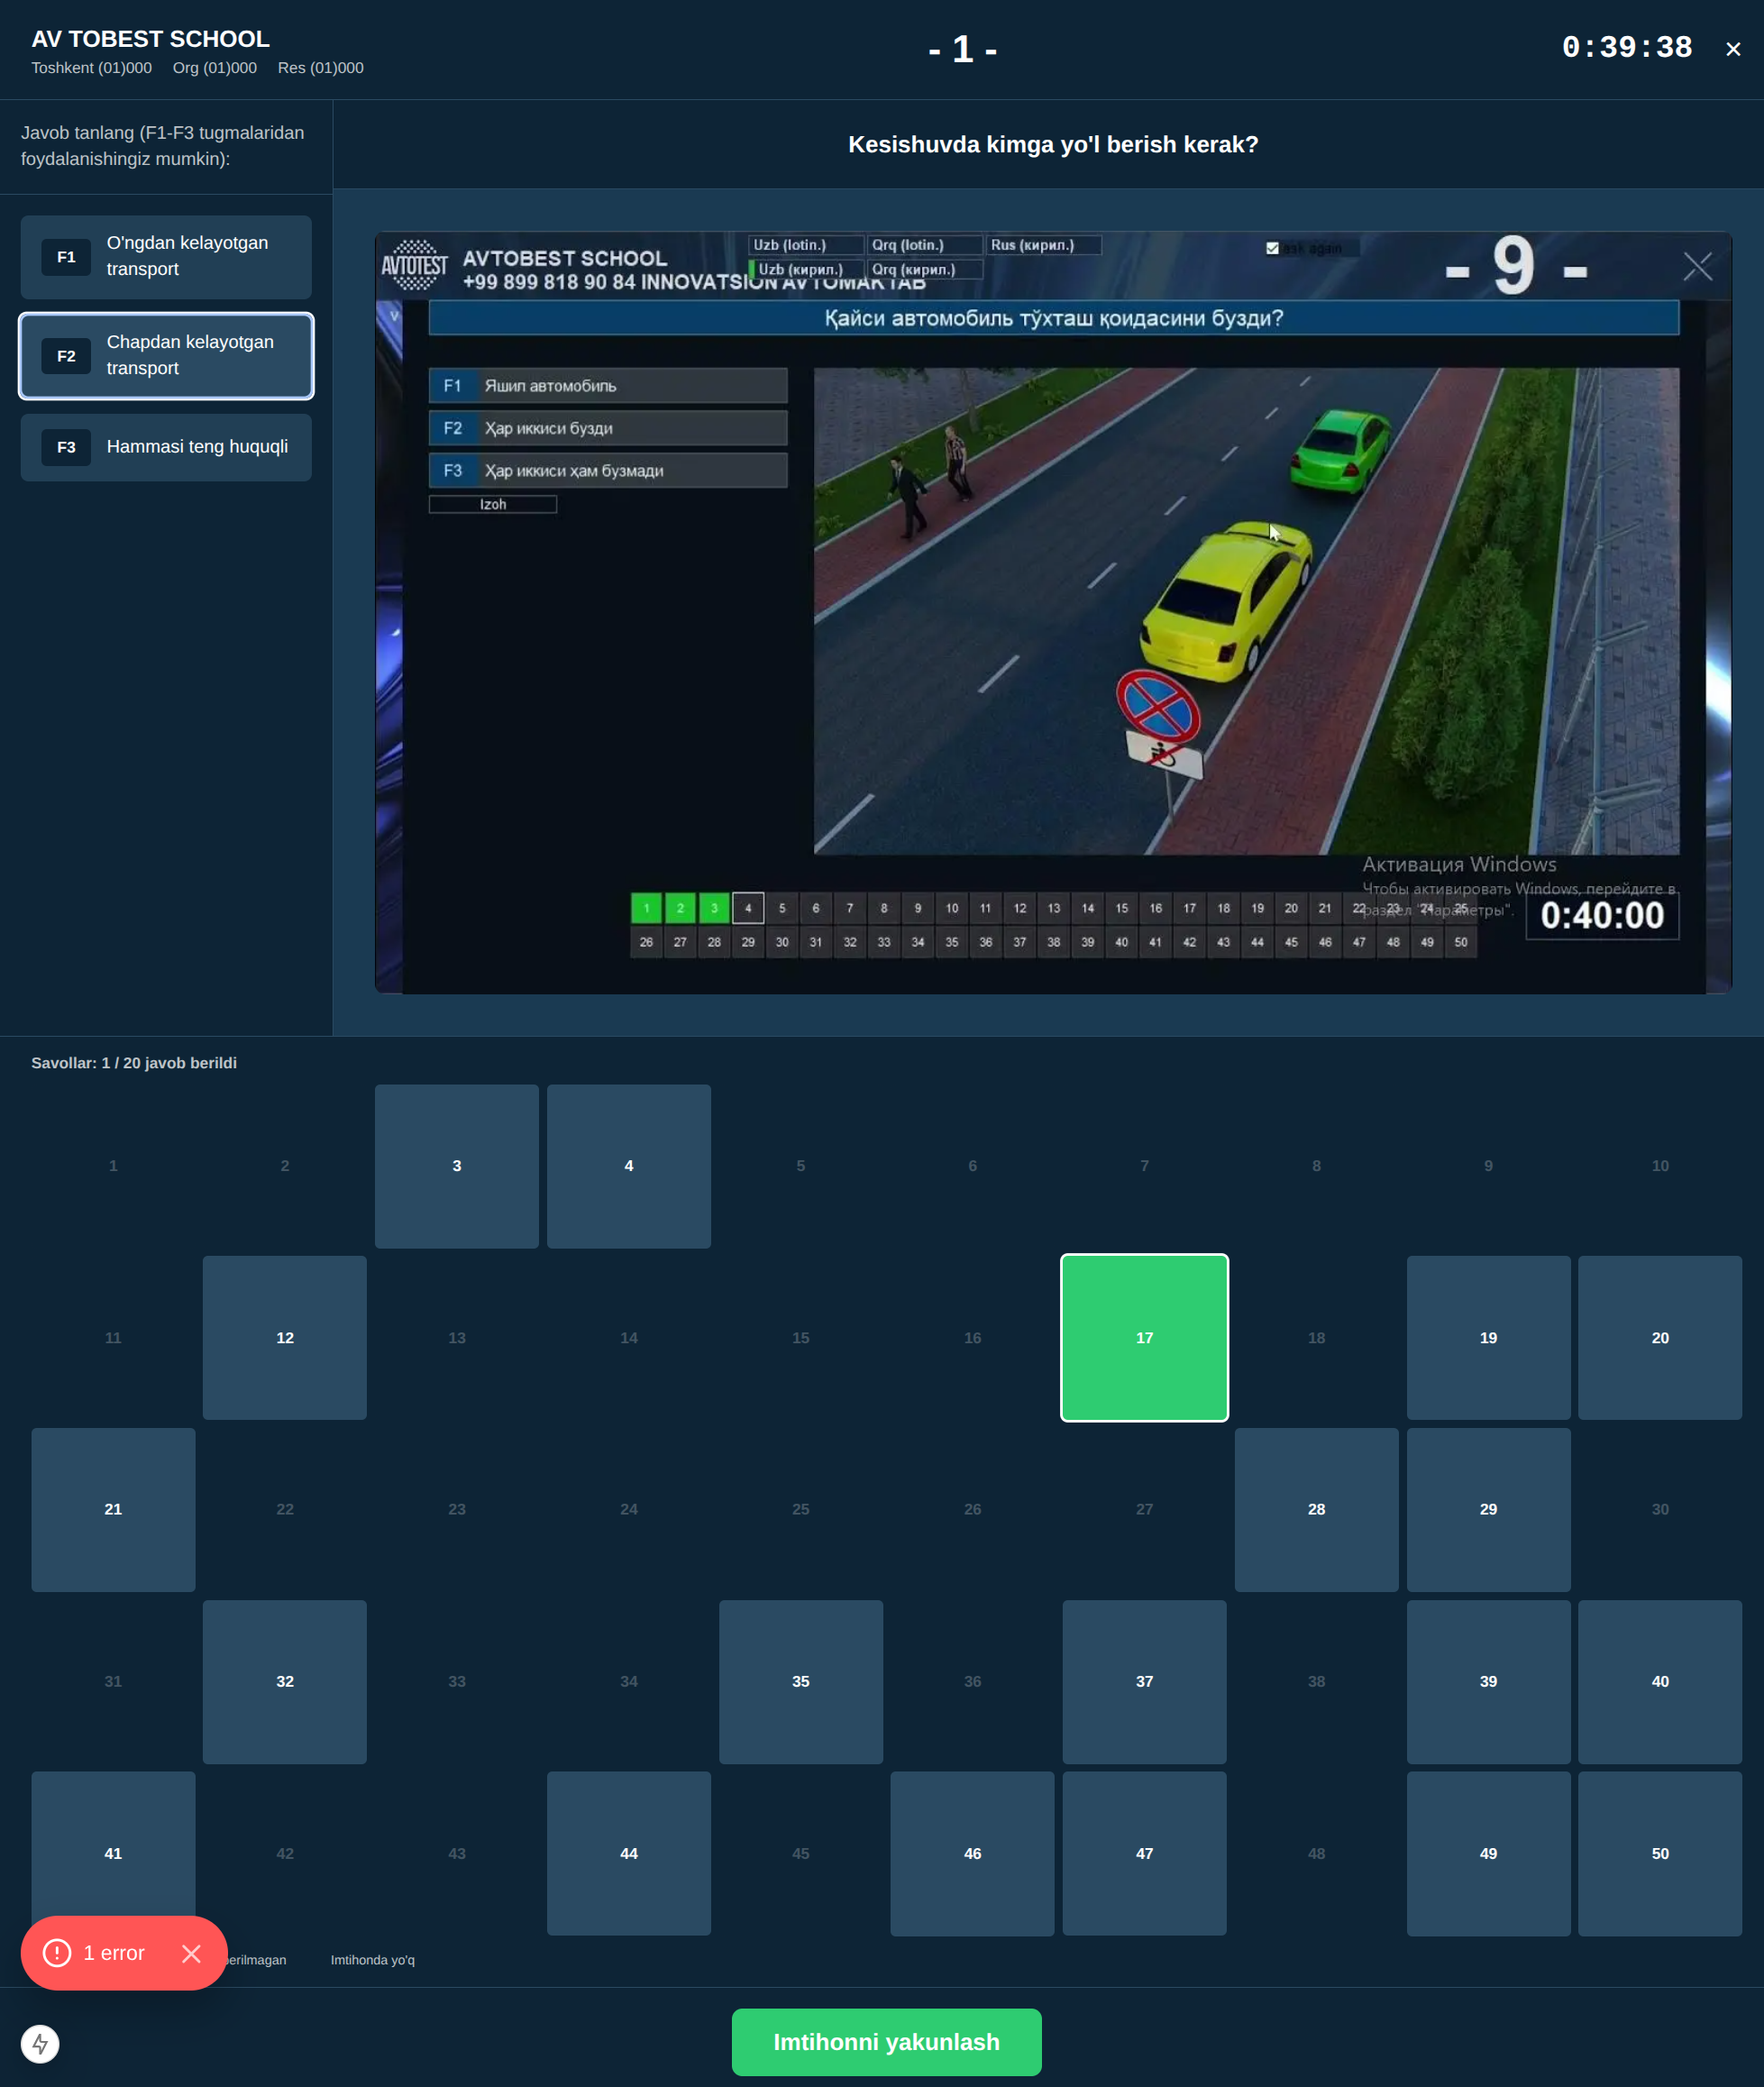 AV TOBEST SCHOOL
Toshkent (01)000 Org (01)000 Res (01)000
- 1 -
0:39:38
Javob tanlang (F1-F3 tugmalaridan
foydalanishingiz mumkin):
Kesishuvda kimga yo'l berish kerak?
F1 O'ngdan kelayotgan
transport
F2 Chapdan kelayotgan
transport
F3 Hammasi teng huquqli
AVTOTEST
AVTOBEST SCHOOL
+99 899 818 90 84 INNOVATSION AVTOMAKTAB
Uzb (lotin.) Qrq (lotin.) Rus (кирил.)
Uzb (кирил.) Qrq (кирил.)
ask again
- 9 -
Қайси автомобиль тўхташ қоидасини бузди?
F1 Яшил автомобиль
F2 Ҳар иккиси бузди
F3 Ҳар иккиси ҳам бузмади
Izoh
Активация Windows
Чтобы активировать Windows, перейдите в
раздел "Параметры".
1 2 3 4 5 6 7 8 9 10 11 12 13 14 15 16 17 18 19 20 21 22 23 24 25
26 27 28 29 30 31 32 33 34 35 36 37 38 39 40 41 42 43 44 45 46 47 48 49 50
0:40:00
Savollar: 1 / 20 javob berildi
1 2 3 4 5 6 7 8 9 10
11 12 13 14 15 16 17 18 19 20
21 22 23 24 25 26 27 28 29 30
31 32 33 34 35 36 37 38 39 40
41 42 43 44 45 46 47 48 49 50
1 error
Imtihonda yo'q
Imtihonni yakunlash